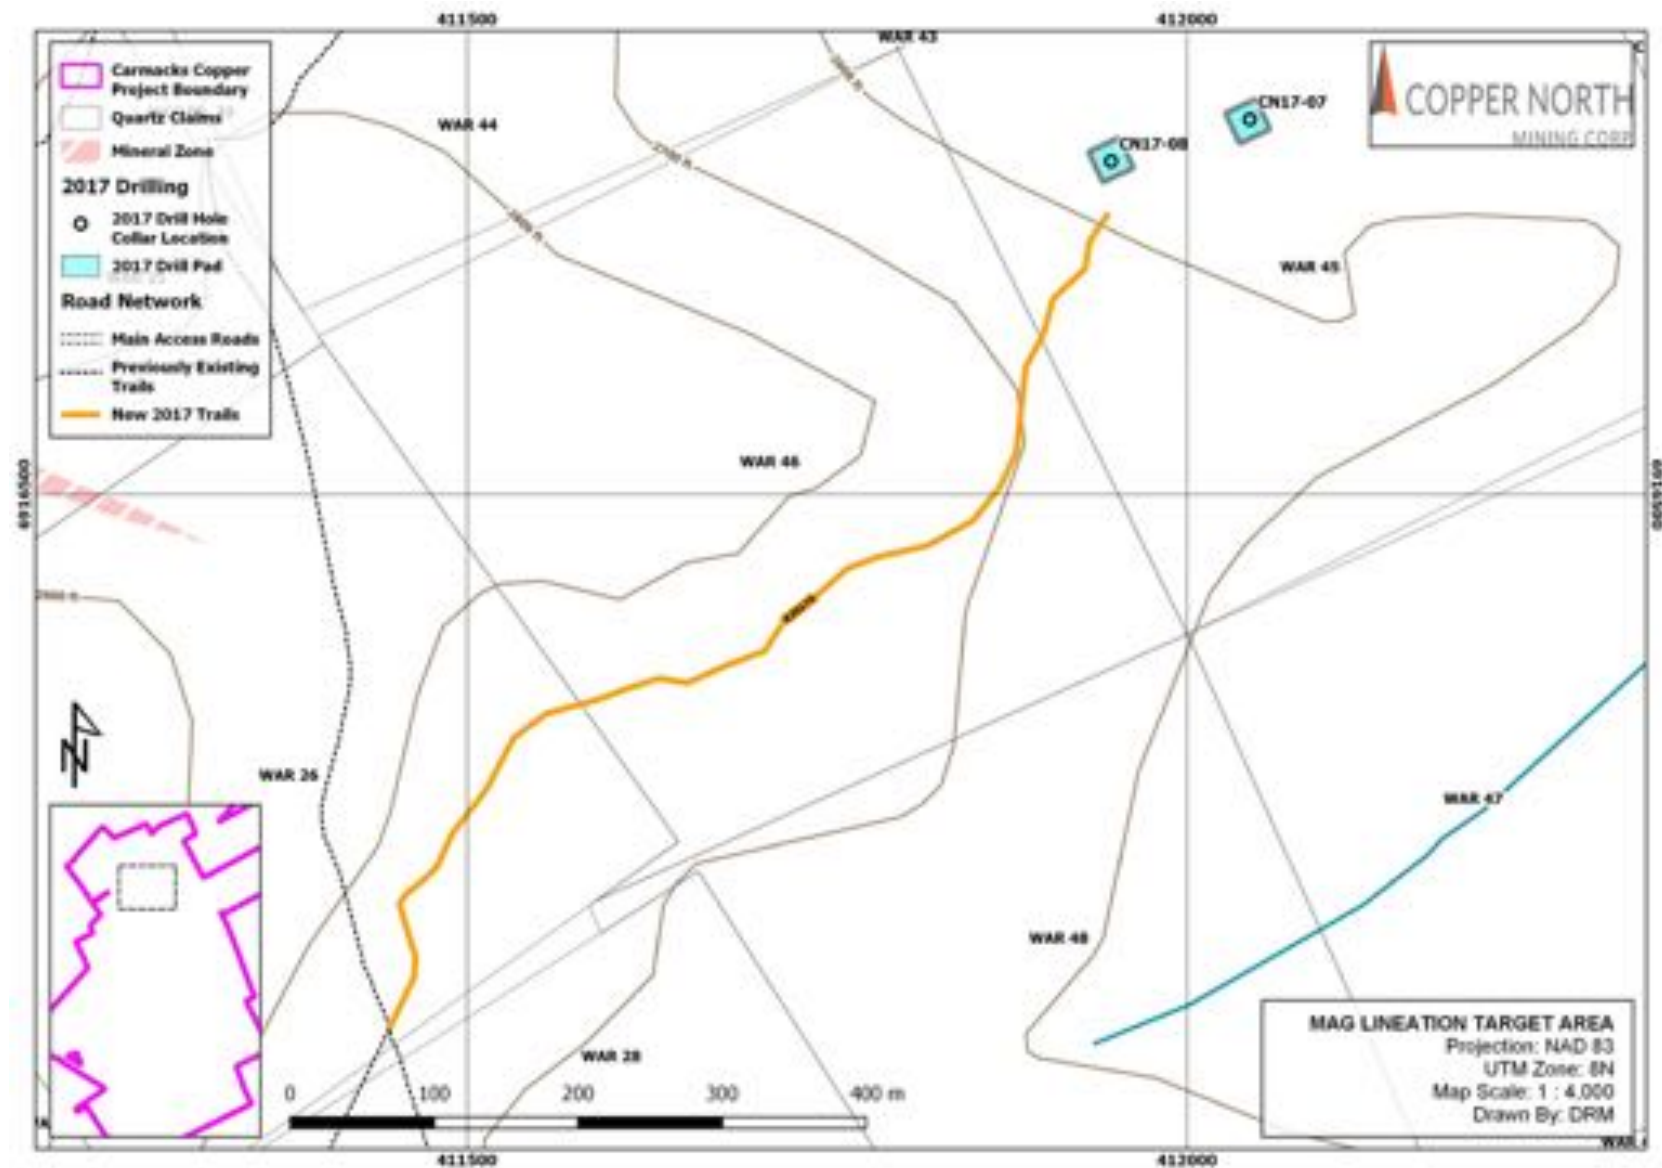 411500
412000
WAR 43
Carmacks Copper
Project Boundary
Quartz Claims
Mineral Zone
2017 Drilling
2017 Drill Hole
Collar Location
2017 Drill Pad
Road Network
Main Access Roads
Previously Existing
Trails
New 2017 Trails
WAR 44
CN17-07
CN17-08
COPPER NORTH
MINING CORP
WAR 45
WAR 46
6916500
6916500
WAR 26
WAR 47
WAR 48
WAR 28
0 100 200 300 400 m
N
MAG LINEATION TARGET AREA
Projection: NAD 83
UTM Zone: 8N
Map Scale: 1 : 4,000
Drawn By: DRM
411500
412000